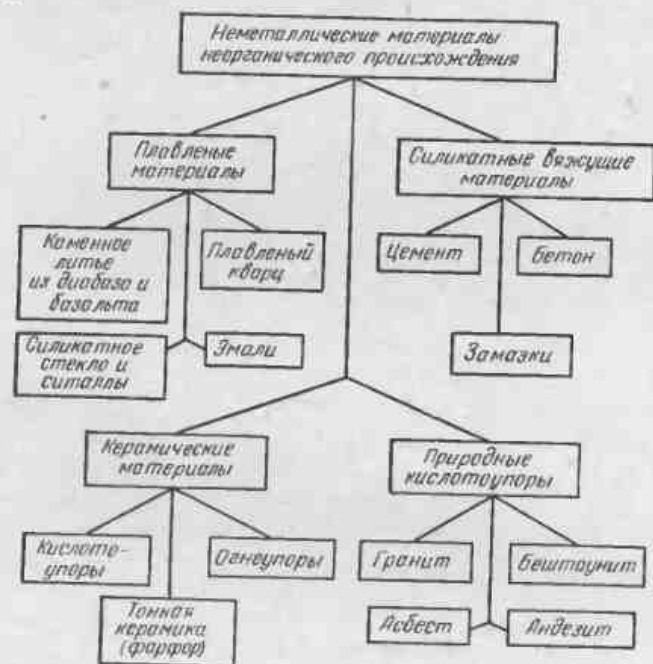 Неметаллические материалы
неорганического происхождения
Плавленые
материалы
Силикатные вяжущие
материалы
Каменное
литье
из диабаза и
базальта
Плавленый
кварц
Цемент
Бетон
Силикатное
стекло и
ситаллы
Эмали
Замазки
Керамические
материалы
Природные
кислотоупоры
Кислото-
упоры
Огнеупоры
Гранит
Бештаунит
Тонкая
керамика
(фарфор)
Асбест
Андезит